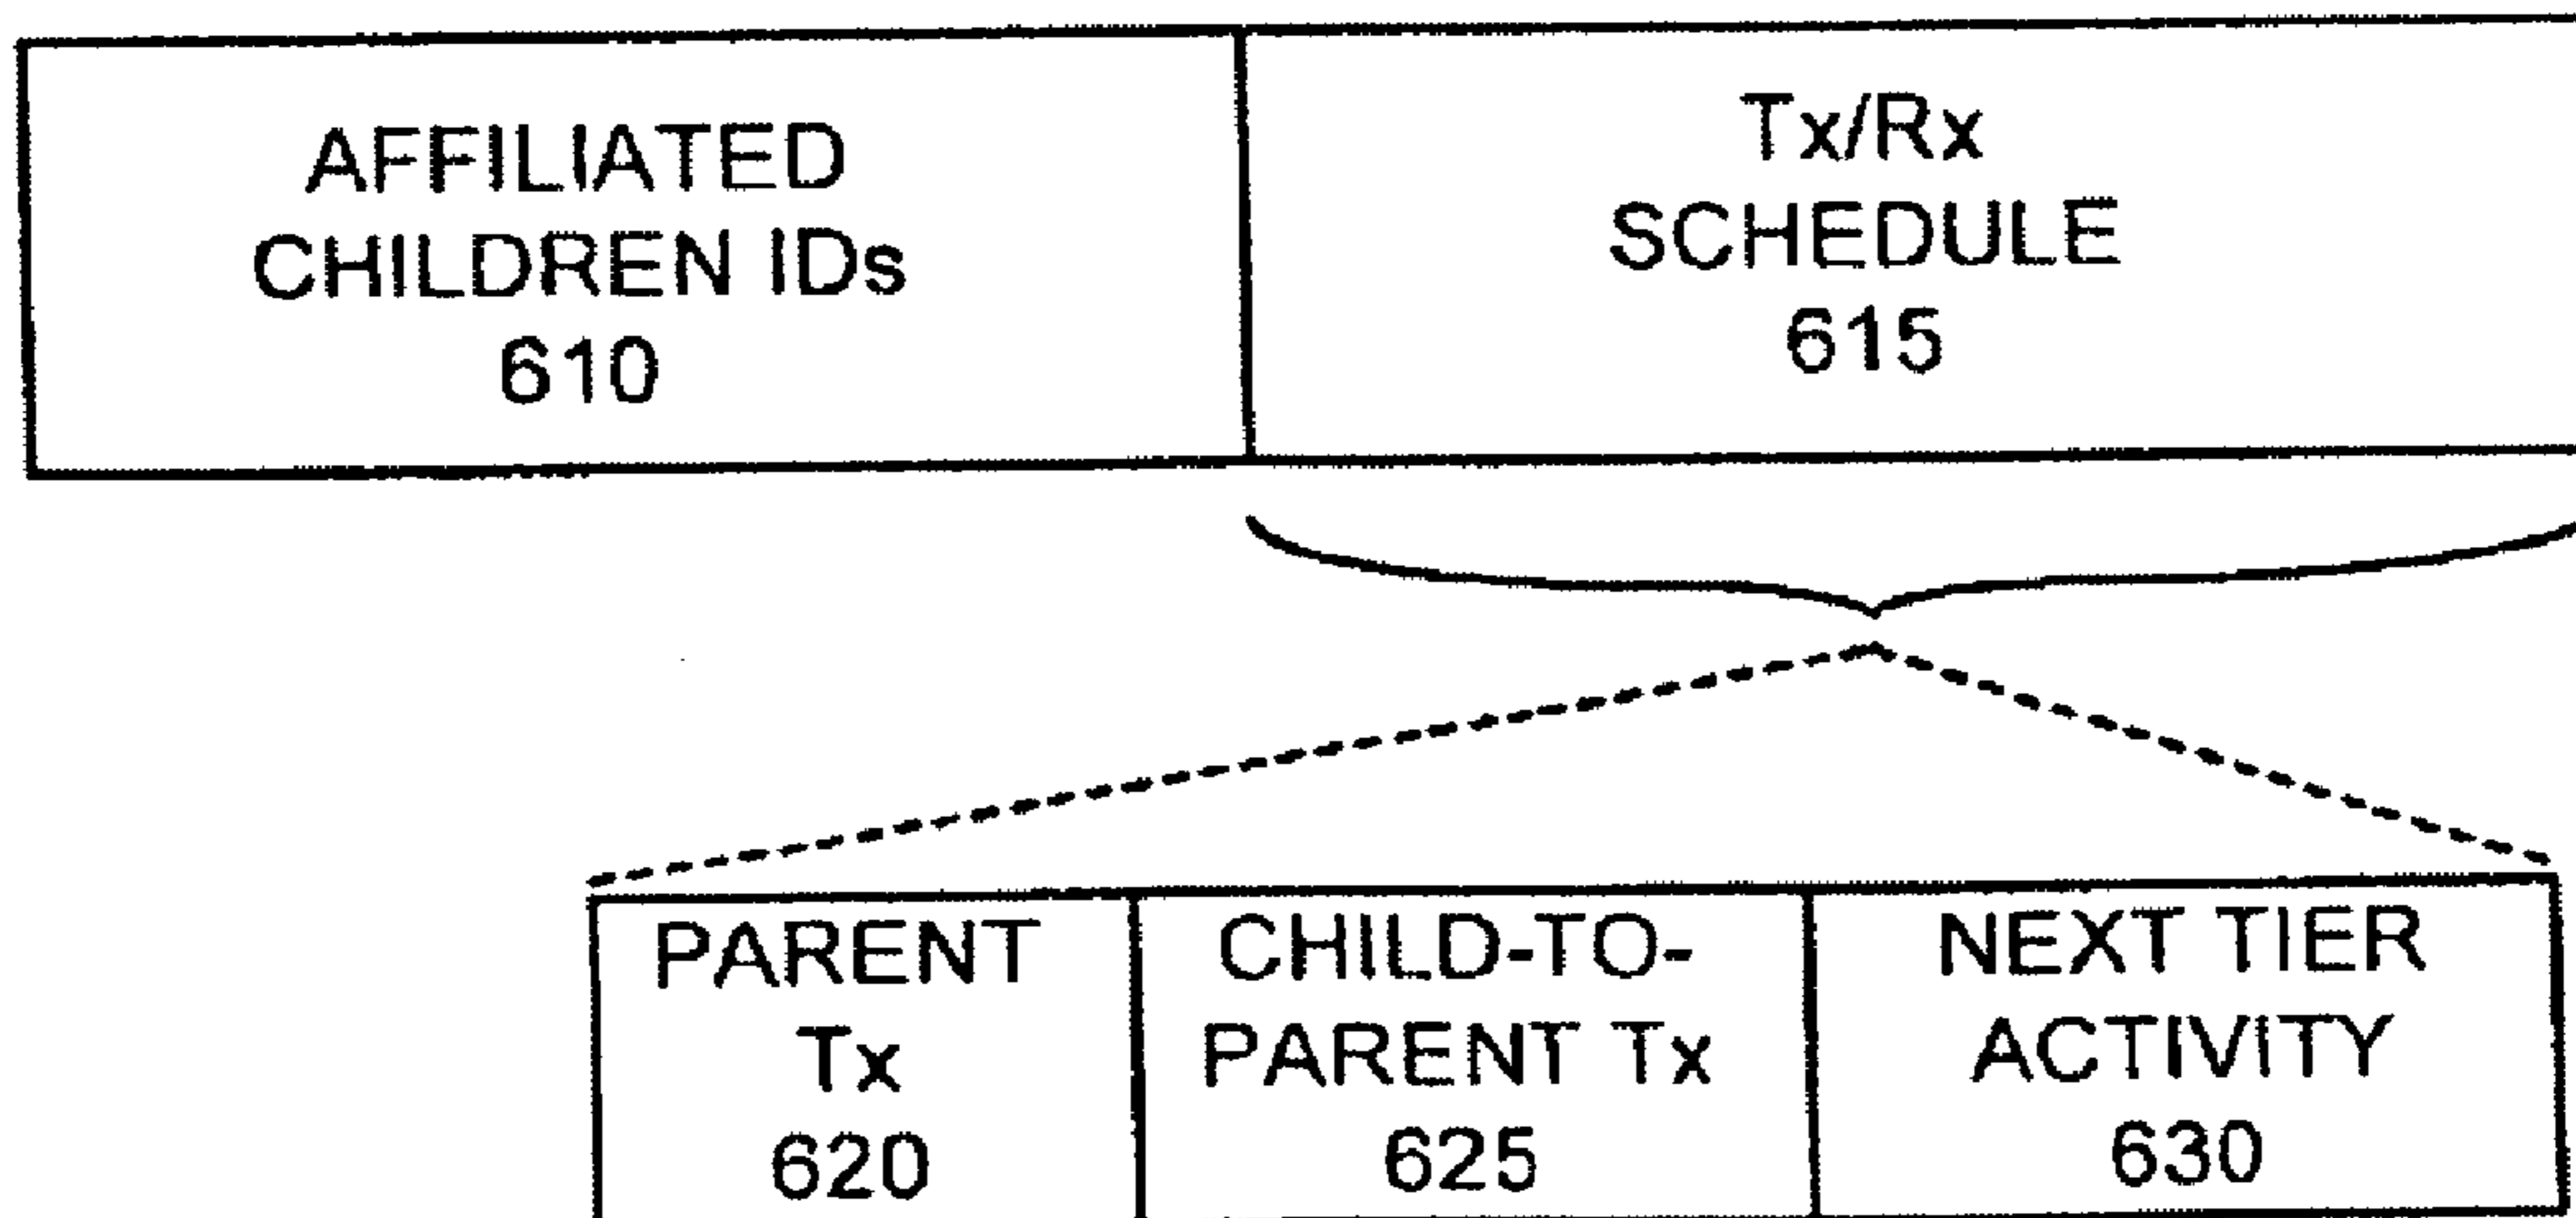 AFFILIATED
CHILDREN IDs
610
Tx/Rx
SCHEDULE
615
PARENT
Tx
620
CHILD-TO-
PARENT Tx
625
NEXT TIER
ACTIVITY
630